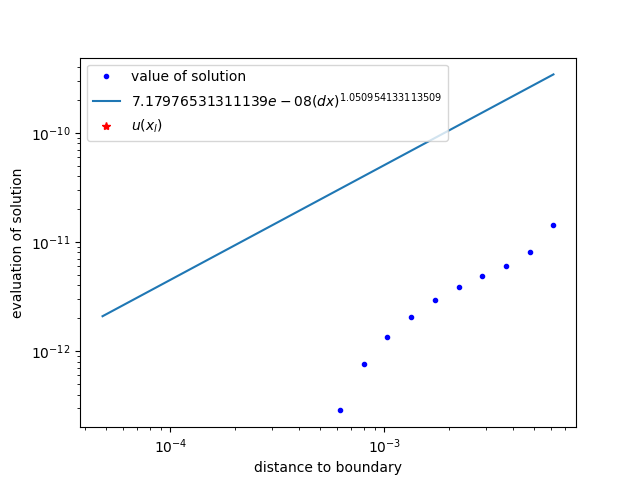 value of solution
7.17976531311139e − 08(dx)^1.050954133113509
u(x_l)
10^−10
10^−11
10^−12
evaluation of solution
10^−4
10^−3
distance to boundary